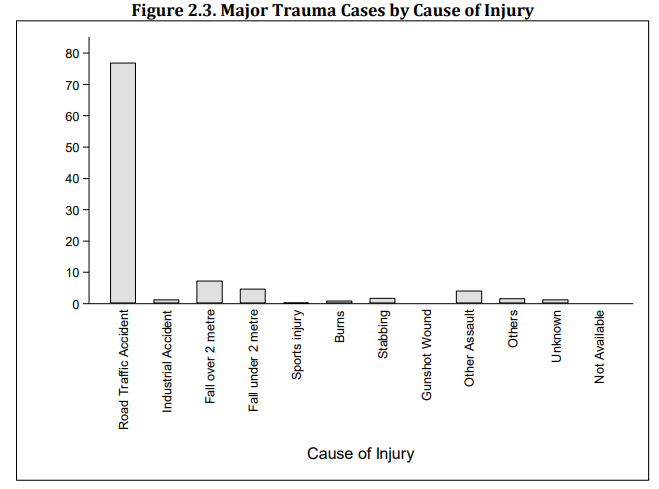 Figure 2.3. Major Trauma Cases by Cause of Injury
80
70
60
50
40
30
20
10
0
Road Traffic Accident
Industrial Accident
Fall over 2 metre
Fall under 2 metre
Sports injury
Burns
Stabbing
Gunshot Wound
Other Assault
Others
Unknown
Not Available
Cause of Injury